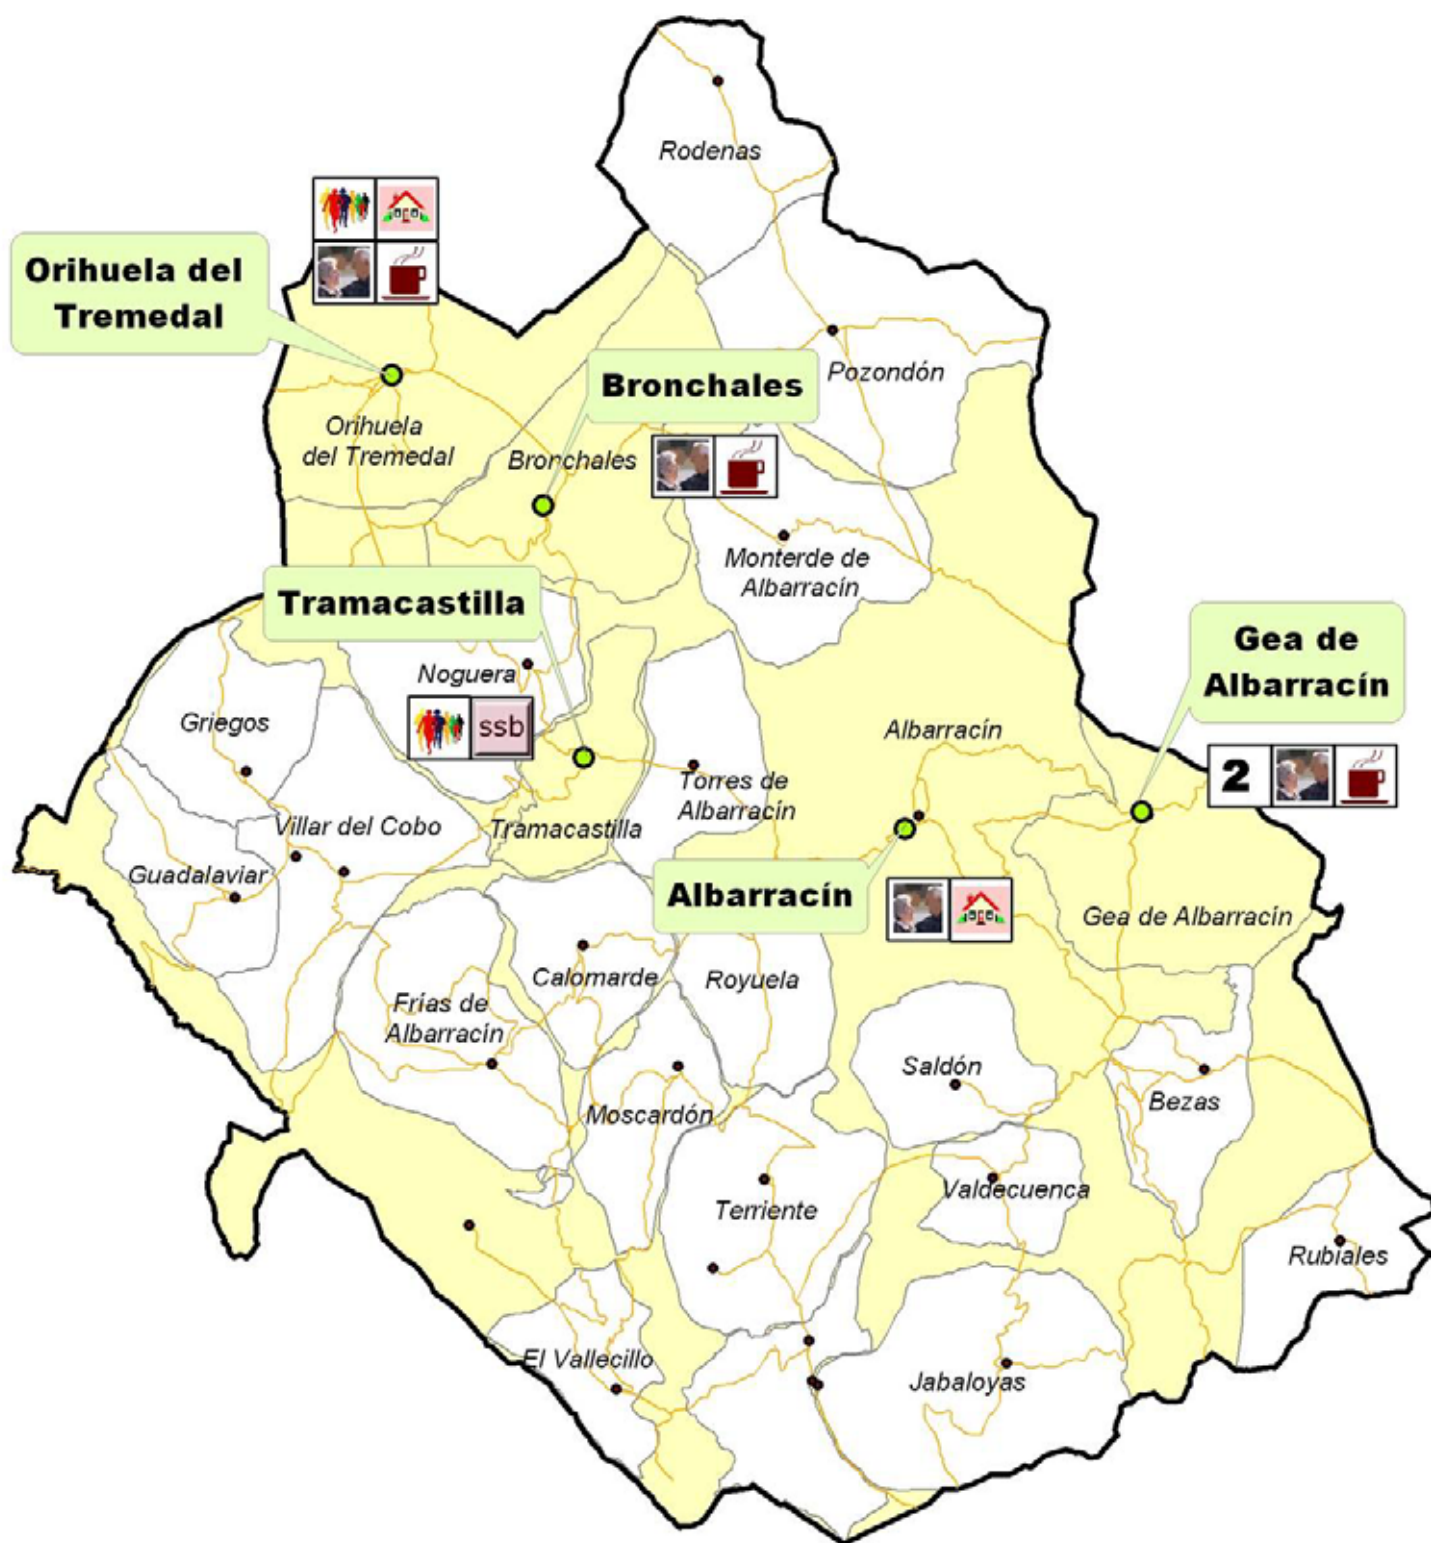 Rodenas
Orihuela del
Tremedal
Bronchales
Pozondón
Orihuela
del Tremedal
Bronchales
Monterde de
Albarracín
Tramacastilla
Gea de
Albarracín
Noguera
ssb
Griegos
Albarracín
2
Torres de
Albarracín
Villar del Cobo
Tramacastilla
Guadalaviar
Albarracín
Gea de Albarracín
Calomarde
Royuela
Frías de
Albarracín
Saldón
Bezas
Moscardón
Valdecuenca
Terriente
Rubiales
El Vallecillo
Jabaloyas